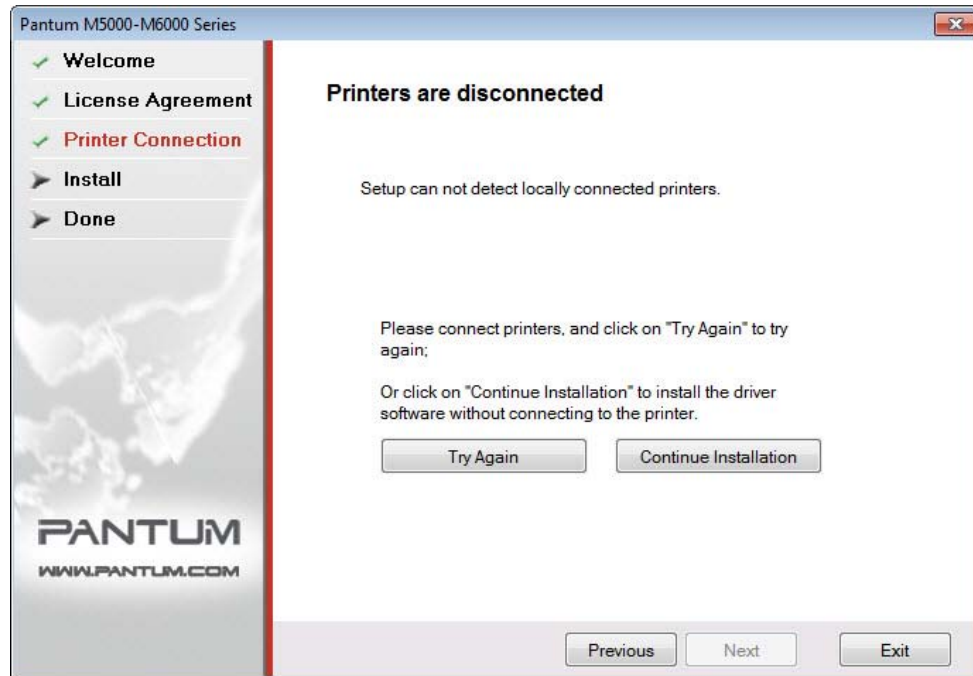 Pantum M5000-M6000 Series
Welcome
License Agreement
Printer Connection
Install
Done
PANTUM
WWW.PANTUM.COM
Printers are disconnected
Setup can not detect locally connected printers.
Please connect printers, and click on "Try Again" to try
again;
Or click on "Continue Installation" to install the driver
software without connecting to the printer.
Try Again
Continue Installation
Previous
Next
Exit